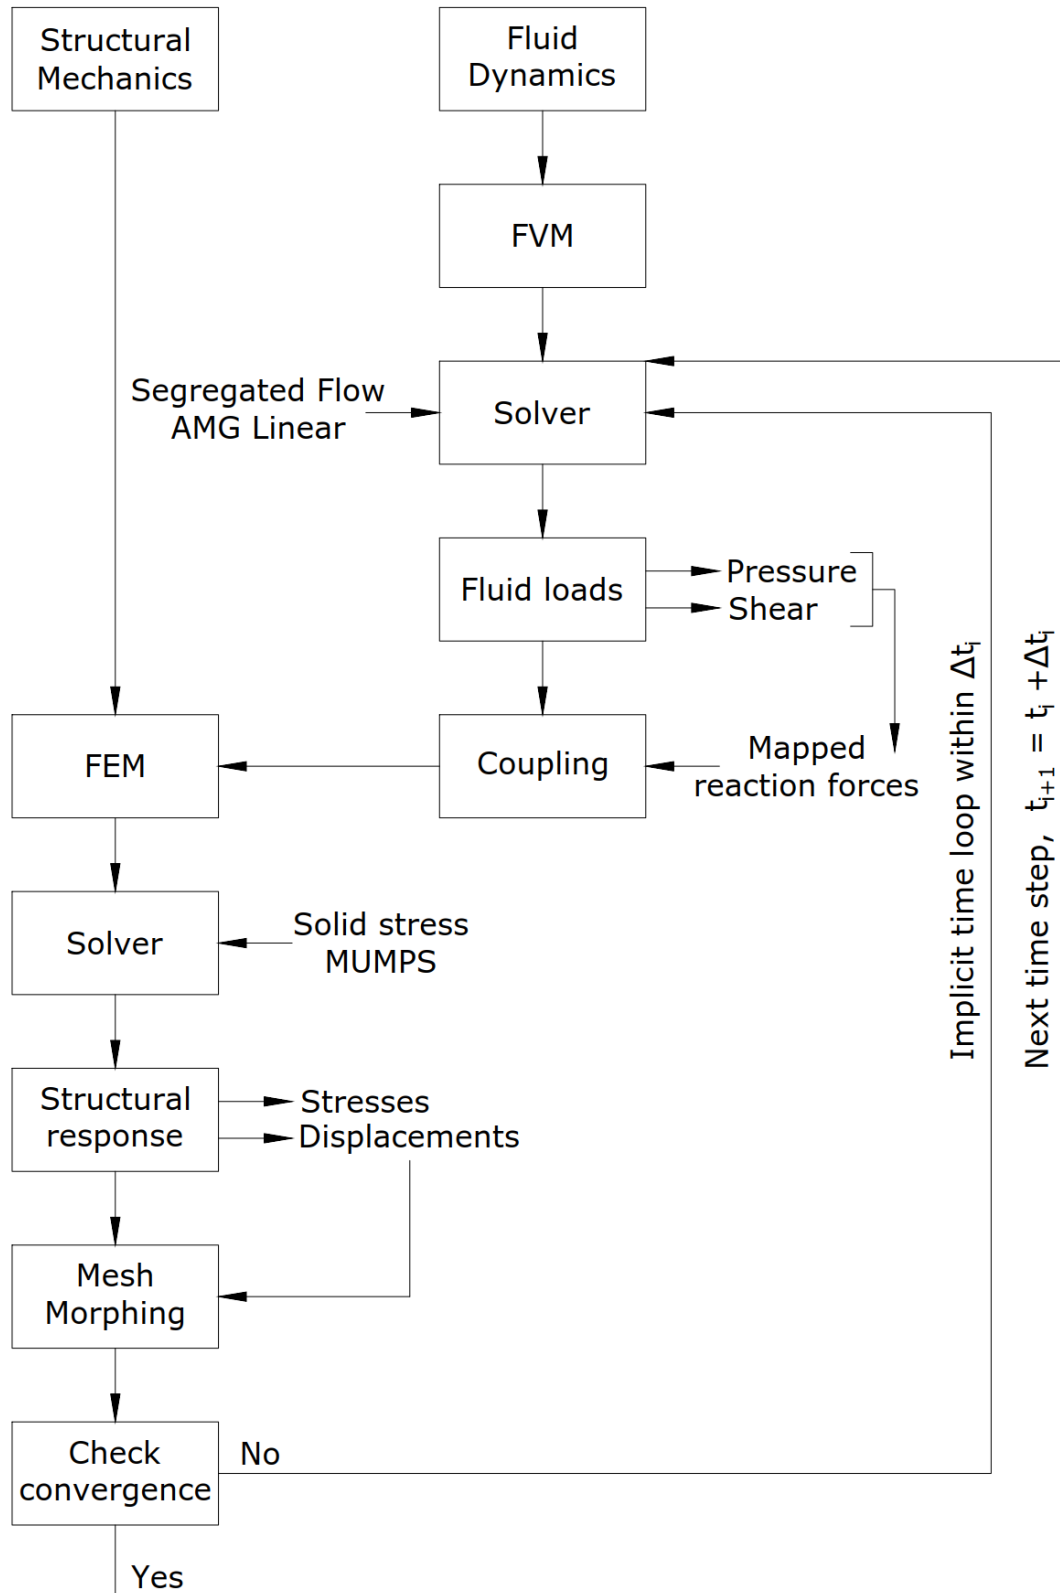 Structural
Mechanics
Fluid
Dynamics
FVM
Segregated Flow
AMG Linear
Solver
Fluid loads
Pressure
Shear
FEM
Coupling
Mapped
reaction forces
Implicit time loop within Δtᵢ
Next time step, tᵢ₊₁ = tᵢ +Δtᵢ
Solver
Solid stress
MUMPS
Structural
response
Stresses
Displacements
Mesh
Morphing
Check
convergence
No
Yes